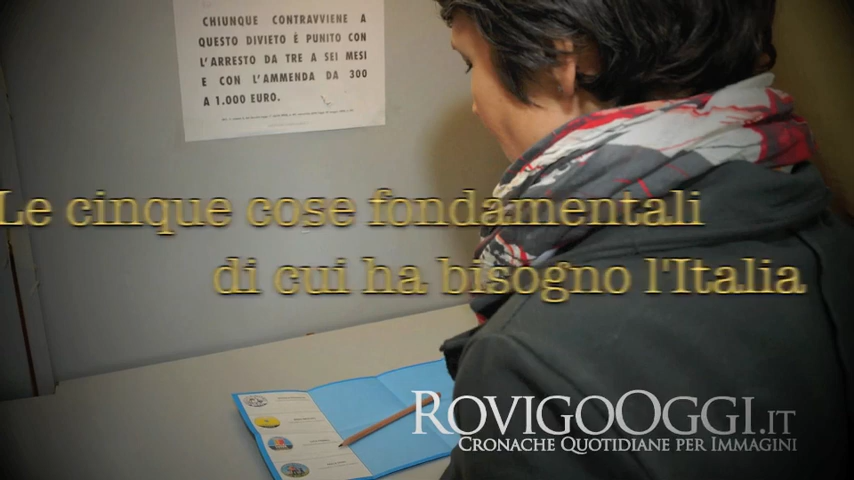 CHIUNQUE CONTRAVVIENE A
QUESTO DIVIETO È PUNITO CON
L'ARRESTO DA TRE A SEI MESI
E CON L'AMMENDA DA 300
A 1.000 EURO.
Le cinque cose fondamentali
di cui ha bisogno l'Italia
ROVIGOOGGI.IT
CRONACHE QUOTIDIANE PER IMMAGINI